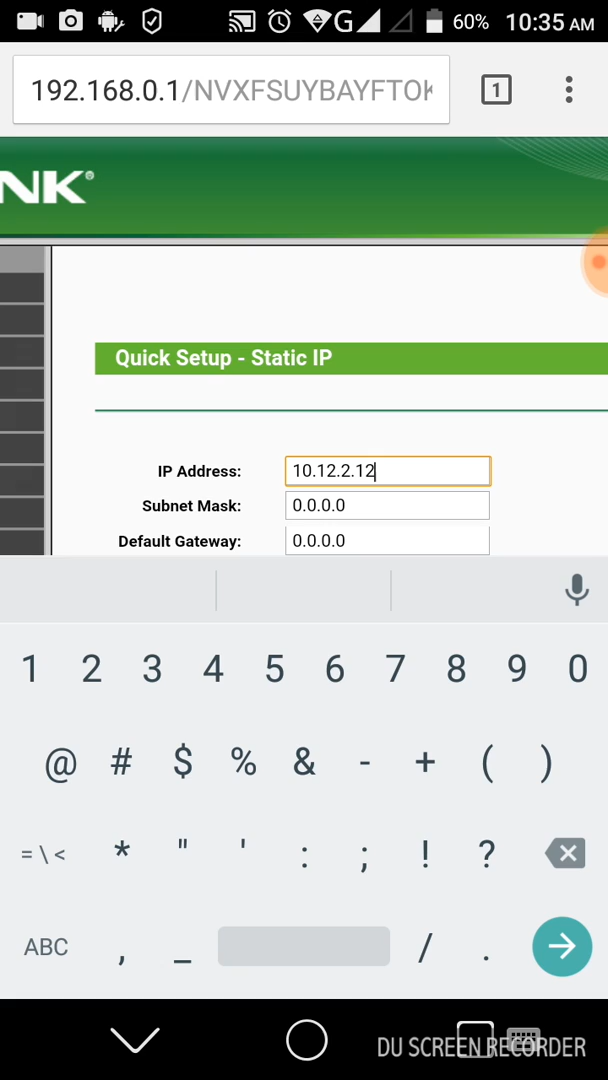 G 60% 10:35 AM
192.168.0.1/NVXFSUYBAYFTOK
1
NK®
Quick Setup - Static IP
IP Address: 10.12.2.12
Subnet Mask: 0.0.0.0
Default Gateway: 0.0.0.0
1 2 3 4 5 6 7 8 9 0
@ # $ % & - + ( )
= \ < * " ' : ; ! ?
ABC , _ / .
DU SCREEN RECORDER